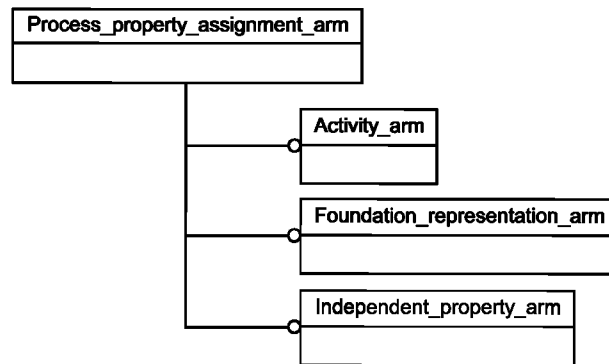 Process_property_assignment_arm
Activity_arm
Foundation_representation_arm
Independent_property_arm